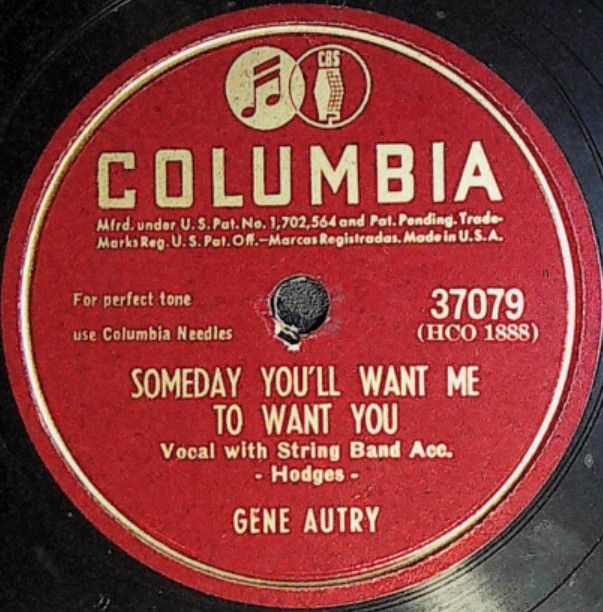 CBS
COLUMBIA
Mfrd. under U.S. Pat. No. 1,702,564 and Pat. Pending. Trade-
Marks Reg. U.S. Pat. Off.—Marcas Registradas. Made in U.S.A.
For perfect tone
use Columbia Needles
37079
(HCO 1888)
SOMEDAY YOU'LL WANT ME
TO WANT YOU
Vocal with String Band Acc.
- Hodges -
GENE AUTRY